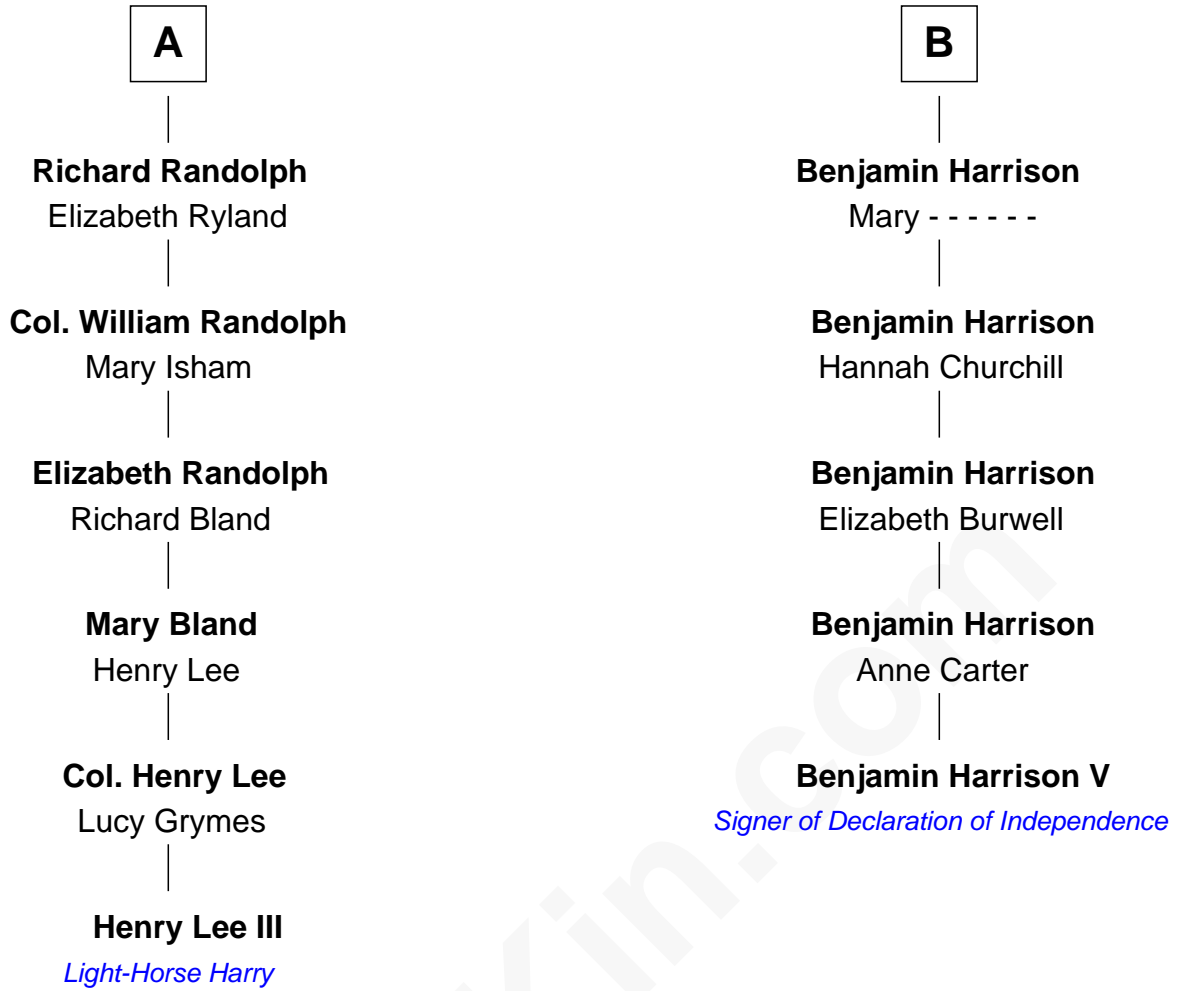 A
Richard Randolph
Elizabeth Ryland
Col. William Randolph
Mary Isham
Elizabeth Randolph
Richard Bland
Mary Bland
Henry Lee
Col. Henry Lee
Lucy Grymes
Henry Lee III
Light-Horse Harry
B
Benjamin Harrison
Mary - - - - - -
Benjamin Harrison
Hannah Churchill
Benjamin Harrison
Elizabeth Burwell
Benjamin Harrison
Anne Carter
Benjamin Harrison V
Signer of Declaration of Independence
Kin.com